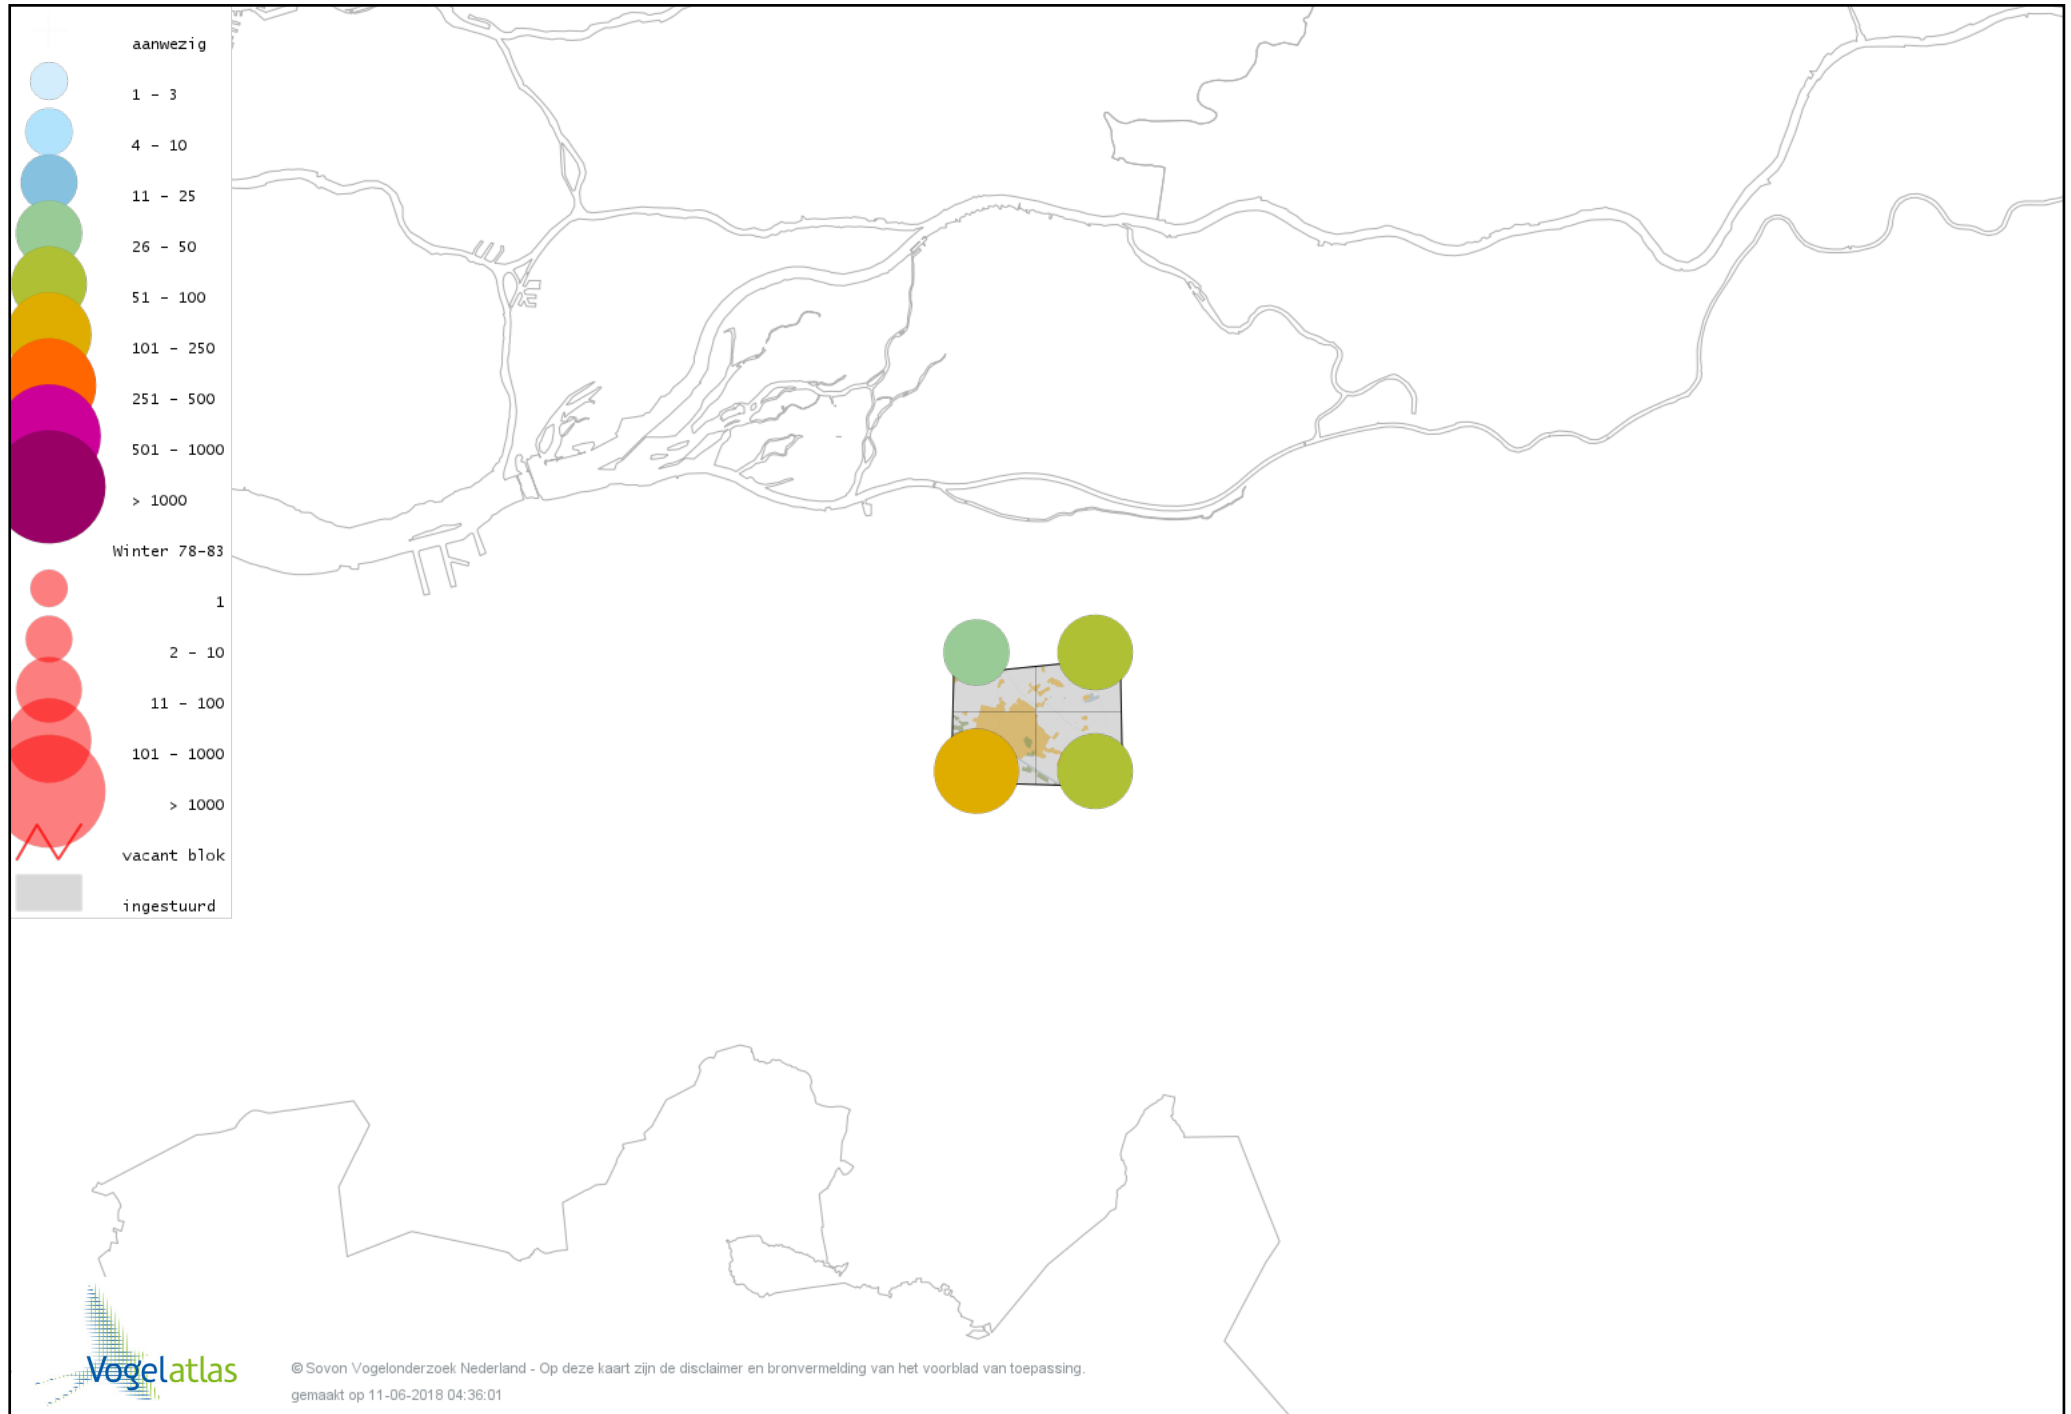 aanwezig
1 - 3
4 - 10
11 - 25
26 - 50
51 - 100
101 - 250
251 - 500
501 - 1000
> 1000
Winter 78-83
1
2 - 10
11 - 100
101 - 1000
> 1000
vacant blok
ingestuurd
Vogelatlas
© Sovon Vogelonderzoek Nederland - Op deze kaart zijn de disclaimer en bronvermelding van het voorblad van toepassing.
gemaakt op 11-06-2018 04:36:01